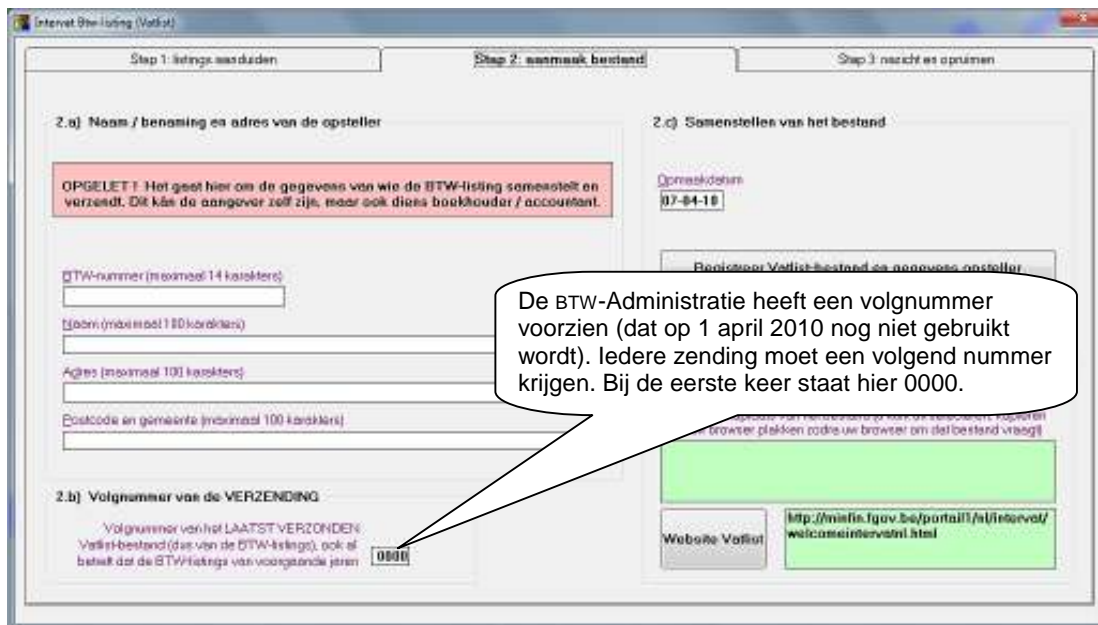 Intervat Btw-listing (Vatlist)
Stap 1: listings aanduiden
Stap 2: aanmaak bestand
Stap 3: nazicht en opruimen
2.a) Naam / benaming en adres van de opsteller
OPGELET ! Het gaat hier om de gegevens van wie de BTW-listing samenstelt en
verzendt. Dit kán de aangever zelf zijn, maar ook diens boekhouder / accountant.
BTW-nummer (maximaal 14 karakters)
Naam (maximaal 100 karakters)
Adres (maximaal 100 karakters)
Postcode en gemeente (maximaal 100 karakters)
2.b) Volgnummer van de VERZENDING
Volgnummer van het LAATST VERZONDEN
Vatlist-bestand (dus van de BTW-listings), ook al
betreft dat de BTW-listings van voorgaande jaren
0000
2.c) Samenstellen van het bestand
Opmaakdatum
07-04-10
Registreer Vatlist-bestand en gegevens opsteller
De BTW-Administratie heeft een volgnummer
voorzien (dat op 1 april 2010 nog niet gebruikt
wordt). Iedere zending moet een volgend nummer
krijgen. Bij de eerste keer staat hier 0000.
van het bestand selecteren, kopiëren
browser plakken zodra uw browser om dat bestand vraagt)
Website Vatlist
http://minfin.fgov.be/portail1/nl/intervat/
welcomeintervatnl.html